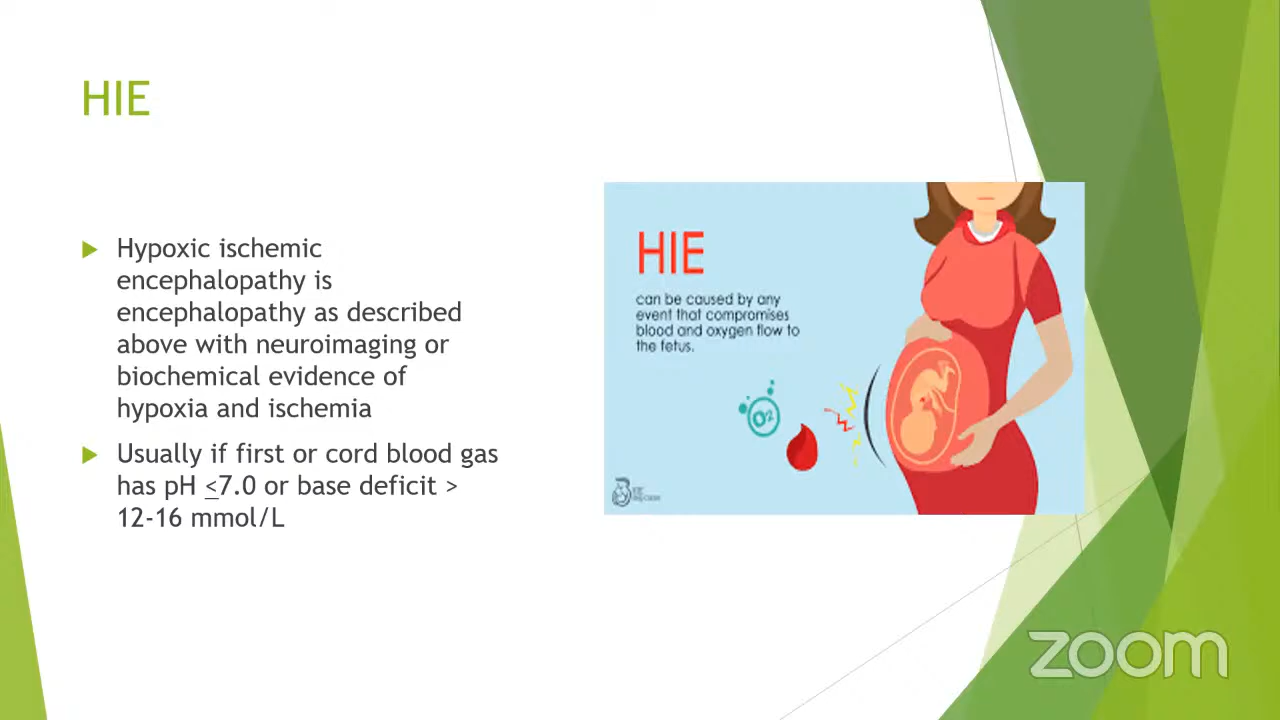 HIE
Hypoxic ischemic
encephalopathy is
encephalopathy as described
above with neuroimaging or
biochemical evidence of
hypoxia and ischemia
Usually if first or cord blood gas
has pH <7.0 or base deficit >
12-16 mmol/L
HIE
can be caused by any
event that compromises
blood and oxygen flow to
the fetus.
O2
zoom